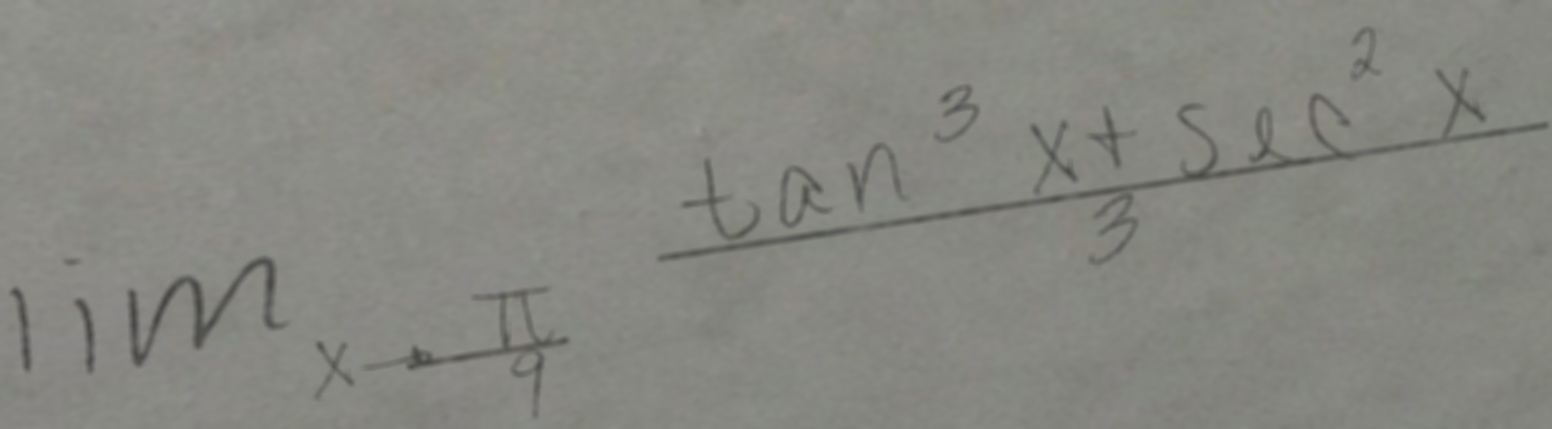 lim x→π/9 (tan³ x + sec² x)/3